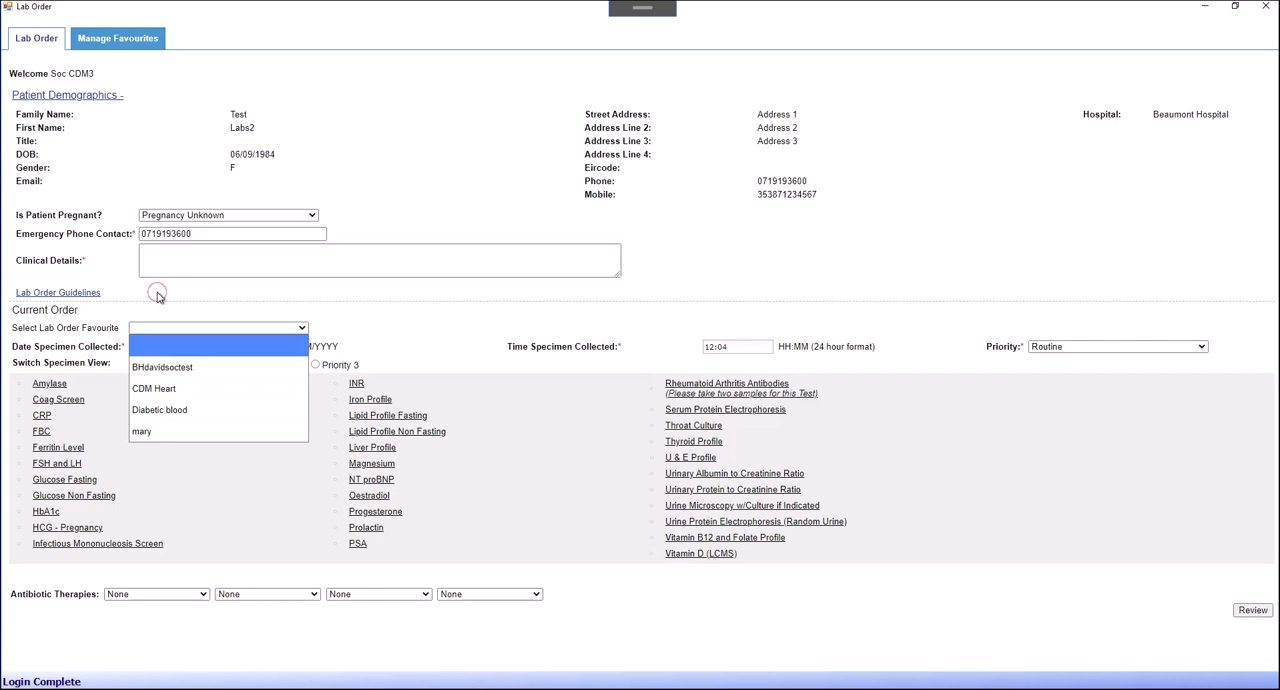 Lab Order
Lab Order Manage Favourites
Welcome Soc CDM3
Patient Demographics -
Family Name: Test Street Address: Address 1 Hospital: Beaumont Hospital
First Name: Labs2 Address Line 2: Address 2
Title: Address Line 3: Address 3
DOB: 06/09/1984 Address Line 4:
Gender: F Eircode:
Email: Phone: 0719193600
Mobile: 353871234567
Is Patient Pregnant? Pregnancy Unknown
Emergency Phone Contact:* 0719193600
Clinical Details:*
Lab Order Guidelines
Current Order
Select Lab Order Favourite
Date Specimen Collected:* M/YYYY Time Specimen Collected:* 12:04 HH:MM (24 hour format) Priority:* Routine
Switch Specimen View: Priority 3
BHdavidsoctest
CDM Heart
Diabetic blood
mary
Amylase
Coag Screen
CRP
FBC
Ferritin Level
FSH and LH
Glucose Fasting
Glucose Non Fasting
HbA1c
HCG - Pregnancy
Infectious Mononucleosis Screen
INR
Iron Profile
Lipid Profile Fasting
Lipid Profile Non Fasting
Liver Profile
Magnesium
NT proBNP
Oestradiol
Progesterone
Prolactin
PSA
Rheumatoid Arthritis Antibodies
(Please take two samples for this Test)
Serum Protein Electrophoresis
Throat Culture
Thyroid Profile
U & E Profile
Urinary Albumin to Creatinine Ratio
Urinary Protein to Creatinine Ratio
Urine Microscopy w/Culture if Indicated
Urine Protein Electrophoresis (Random Urine)
Vitamin B12 and Folate Profile
Vitamin D (LCMS)
Antibiotic Therapies: None None None None
Review
Login Complete